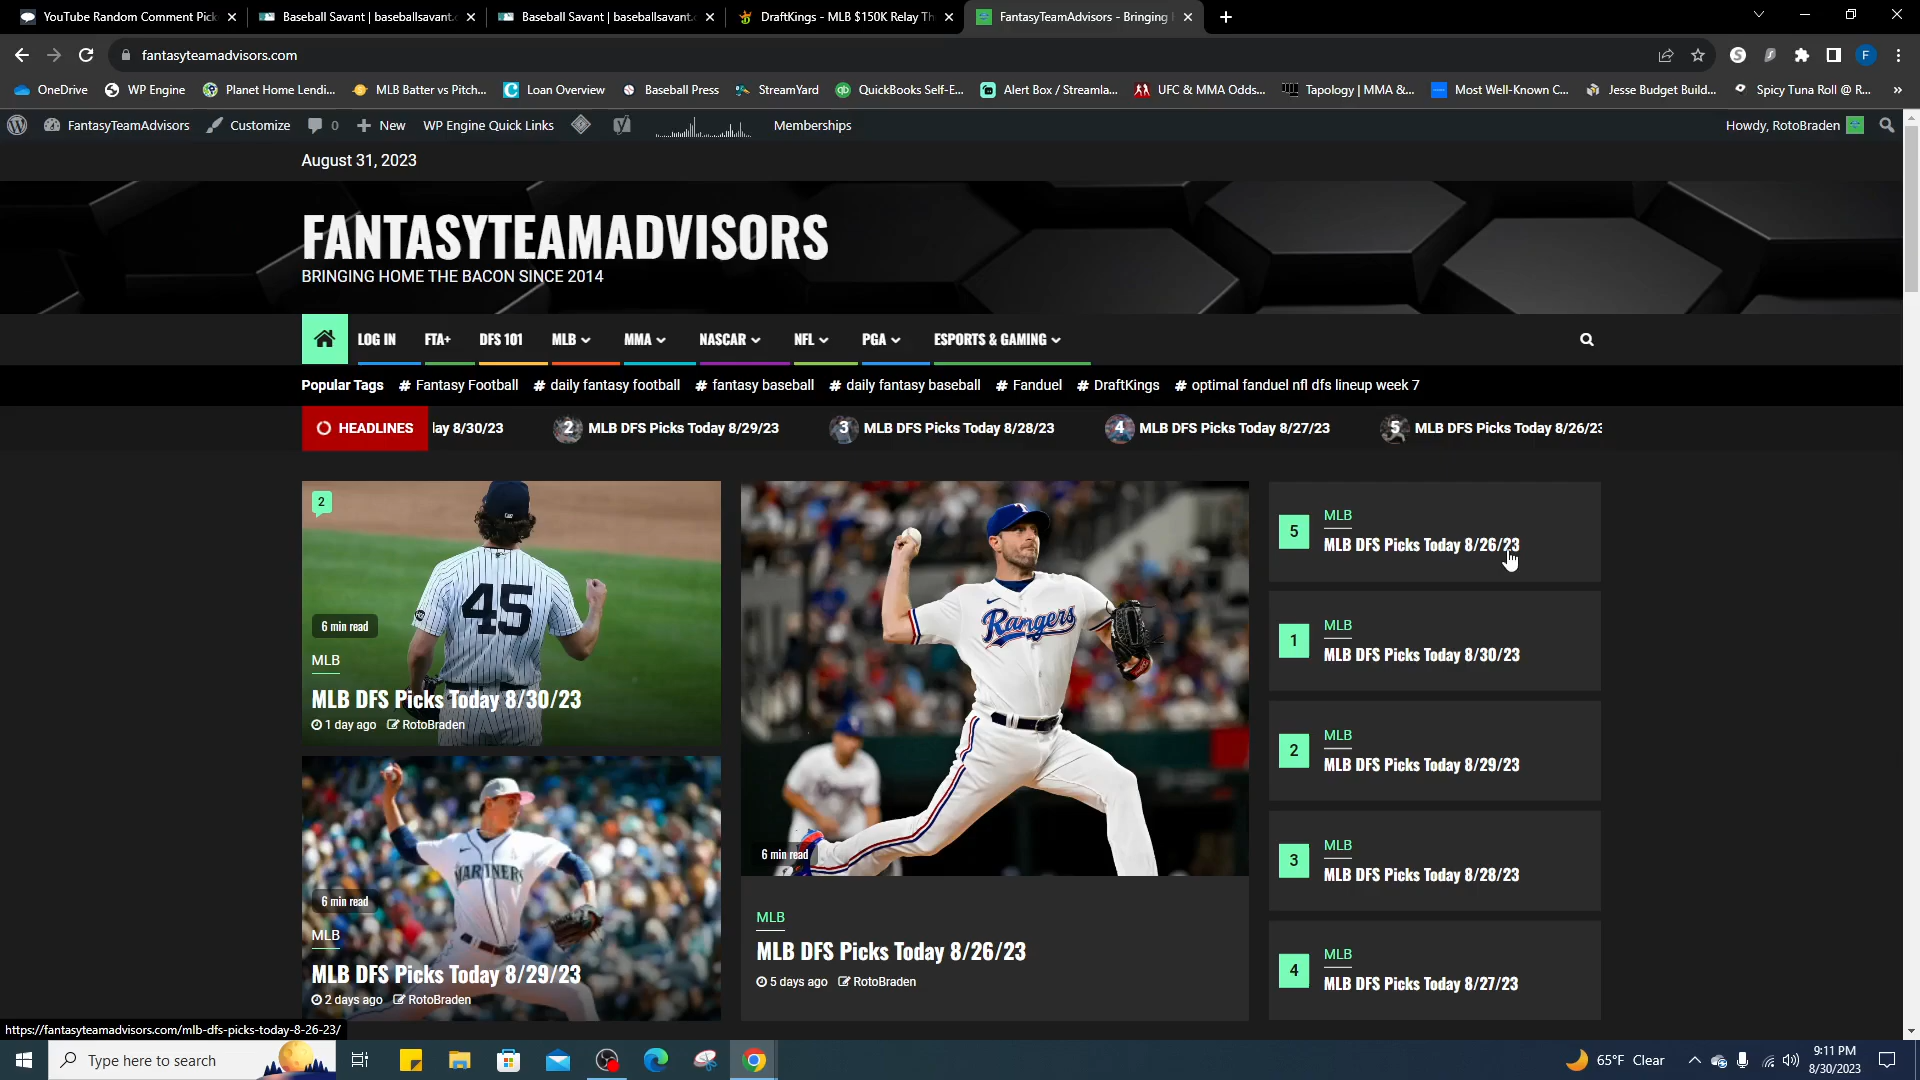 YouTube Random Comment Pick
Baseball Savant | baseballsavant.c
Baseball Savant | baseballsavant.
DraftKings - MLB $150K Relay Th
FantasyTeamAdvisors - Bringing
fantasyteamadvisors.com
OneDrive
WP Engine
Planet Home Lendi...
MLB Batter vs Pitch...
Loan Overview
Baseball Press
StreamYard
QuickBooks Self-E...
Alert Box / Streamla...
UFC & MMA Odds...
Tapology | MMA &...
Most Well-Known C...
Jesse Budget Build...
Spicy Tuna Roll @ R...
»
FantasyTeamAdvisors
Customize
0
New
WP Engine Quick Links
Memberships
Howdy, RotoBraden
August 31, 2023
FANTASYTEAMADVISORS
BRINGING HOME THE BACON SINCE 2014
LOG IN
FTA+
DFS 101
MLB
MMA
NASCAR
NFL
PGA
ESPORTS & GAMING
Popular Tags
# Fantasy Football
# daily fantasy football
# fantasy baseball
# daily fantasy baseball
# Fanduel
# DraftKings
# optimal fanduel nfl dfs lineup week 7
HEADLINES
ay 8/30/23
2
MLB DFS Picks Today 8/29/23
3
MLB DFS Picks Today 8/28/23
4
MLB DFS Picks Today 8/27/23
5
MLB DFS Picks Today 8/26/23
2
45
6 min read
MLB
MLB DFS Picks Today 8/30/23
1 day ago
RotoBraden
MARINERS
6 min read
MLB
MLB DFS Picks Today 8/29/23
2 days ago
RotoBraden
T
Rangers
6 min read
MLB
MLB DFS Picks Today 8/26/23
5 days ago
RotoBraden
5
MLB
MLB DFS Picks Today 8/26/23
1
MLB
MLB DFS Picks Today 8/30/23
2
MLB
MLB DFS Picks Today 8/29/23
3
MLB
MLB DFS Picks Today 8/28/23
4
MLB
MLB DFS Picks Today 8/27/23
https://fantasyteamadvisors.com/mlb-dfs-picks-today-8-26-23/
Type here to search
65°F Clear
9:11 PM
8/30/2023